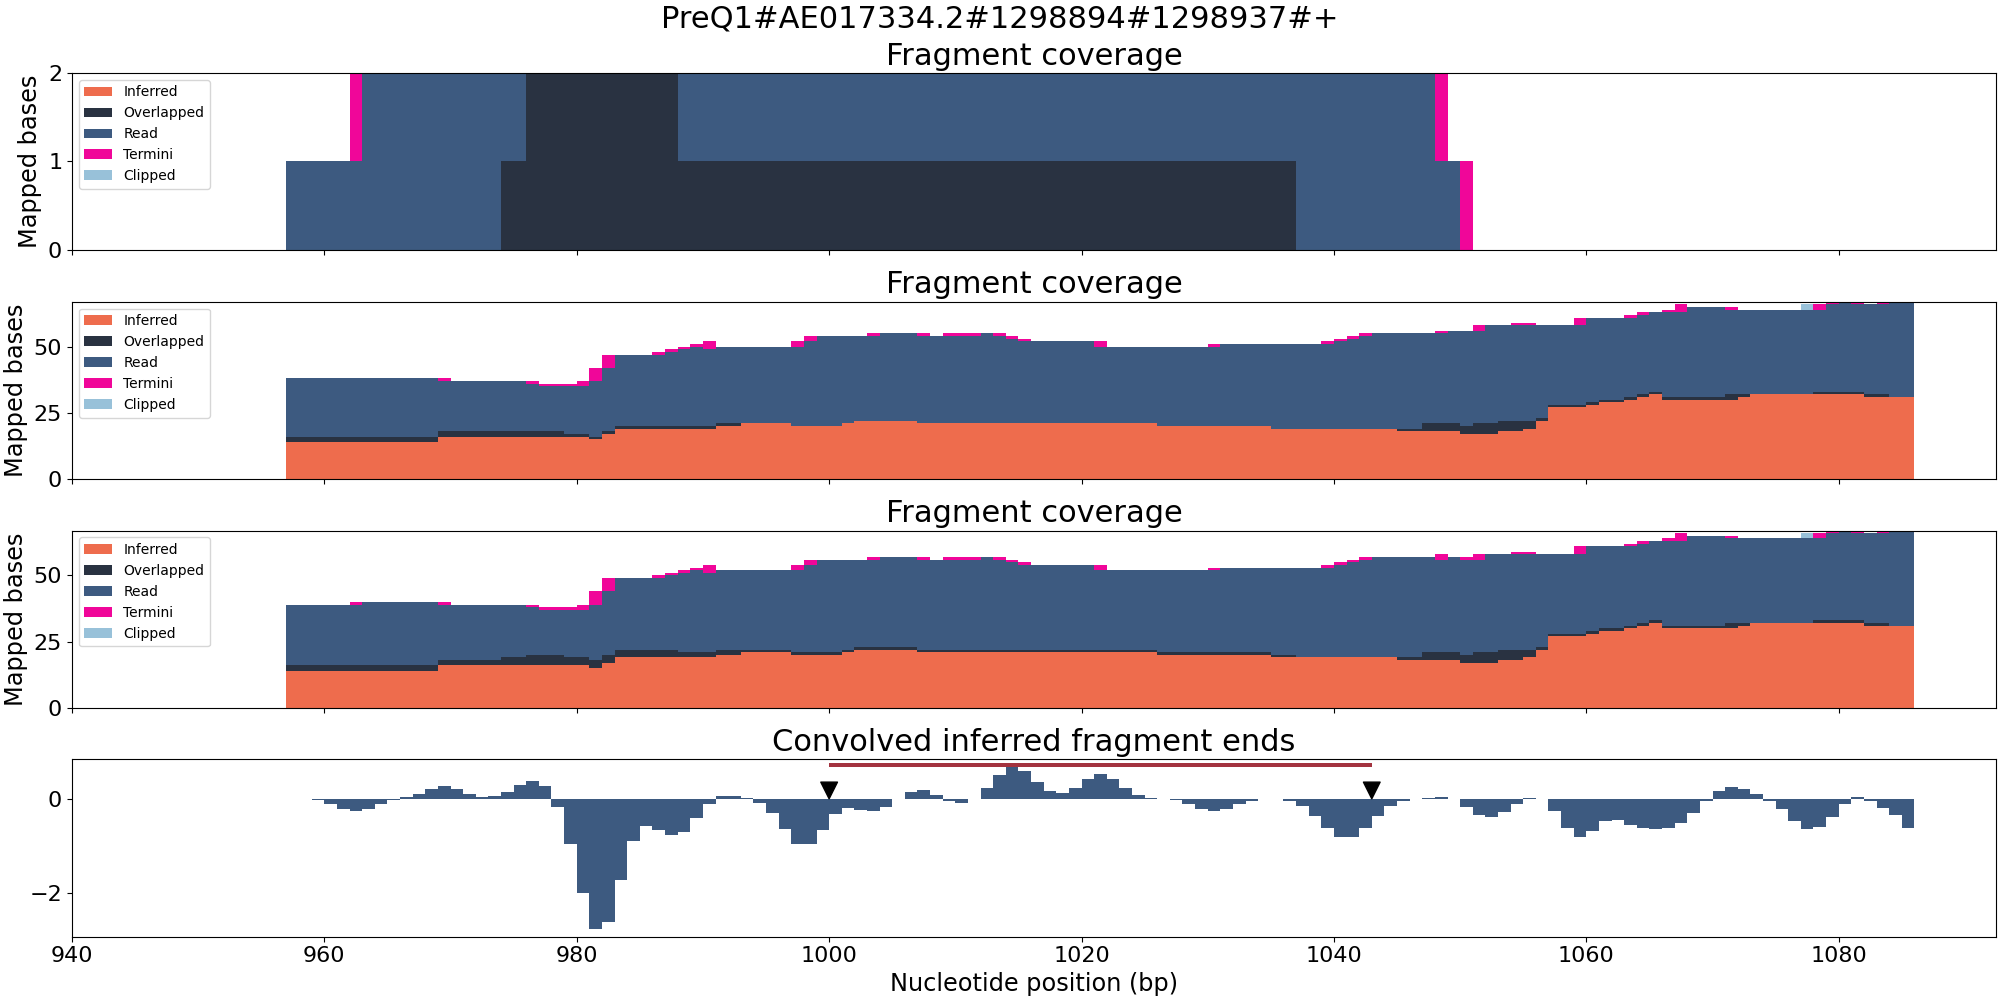 PreQ1#AE017334.2#1298894#1298937#+
Fragment coverage
Mapped bases
2
1
0
Inferred
Overlapped
Read
Termini
Clipped
Fragment coverage
Mapped bases
50
25
0
Inferred
Overlapped
Read
Termini
Clipped
Fragment coverage
Mapped bases
50
25
0
Inferred
Overlapped
Read
Termini
Clipped
Convolved inferred fragment ends
0
−2
940 960 980 1000 1020 1040 1060 1080
Nucleotide position (bp)